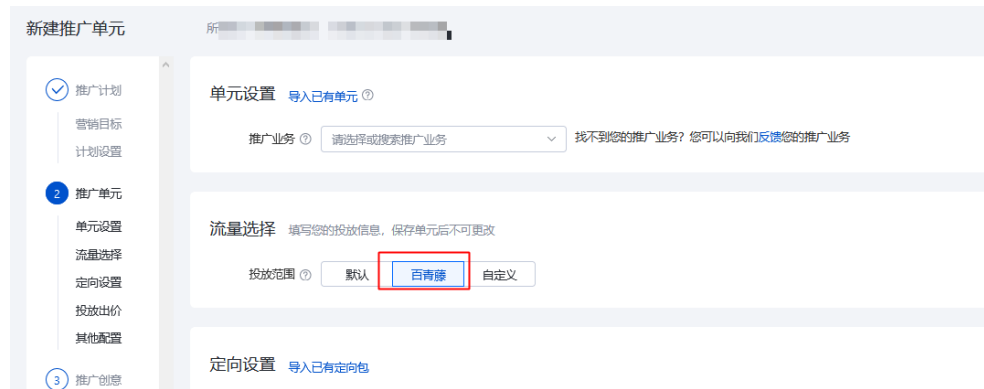 新建推广单元 所
推广计划
营销目标
计划设置
2 推广单元
单元设置
流量选择
定向设置
投放出价
其他配置
3 推广创意
单元设置 导入已有单元 ?
推广业务 ? 请选择或搜索推广业务 找不到您的推广业务？您可以向我们反馈您的推广业务
流量选择 填写您的投放信息，保存单元后不可更改
投放范围 ? 默认 百青藤 自定义
定向设置 导入已有定向包